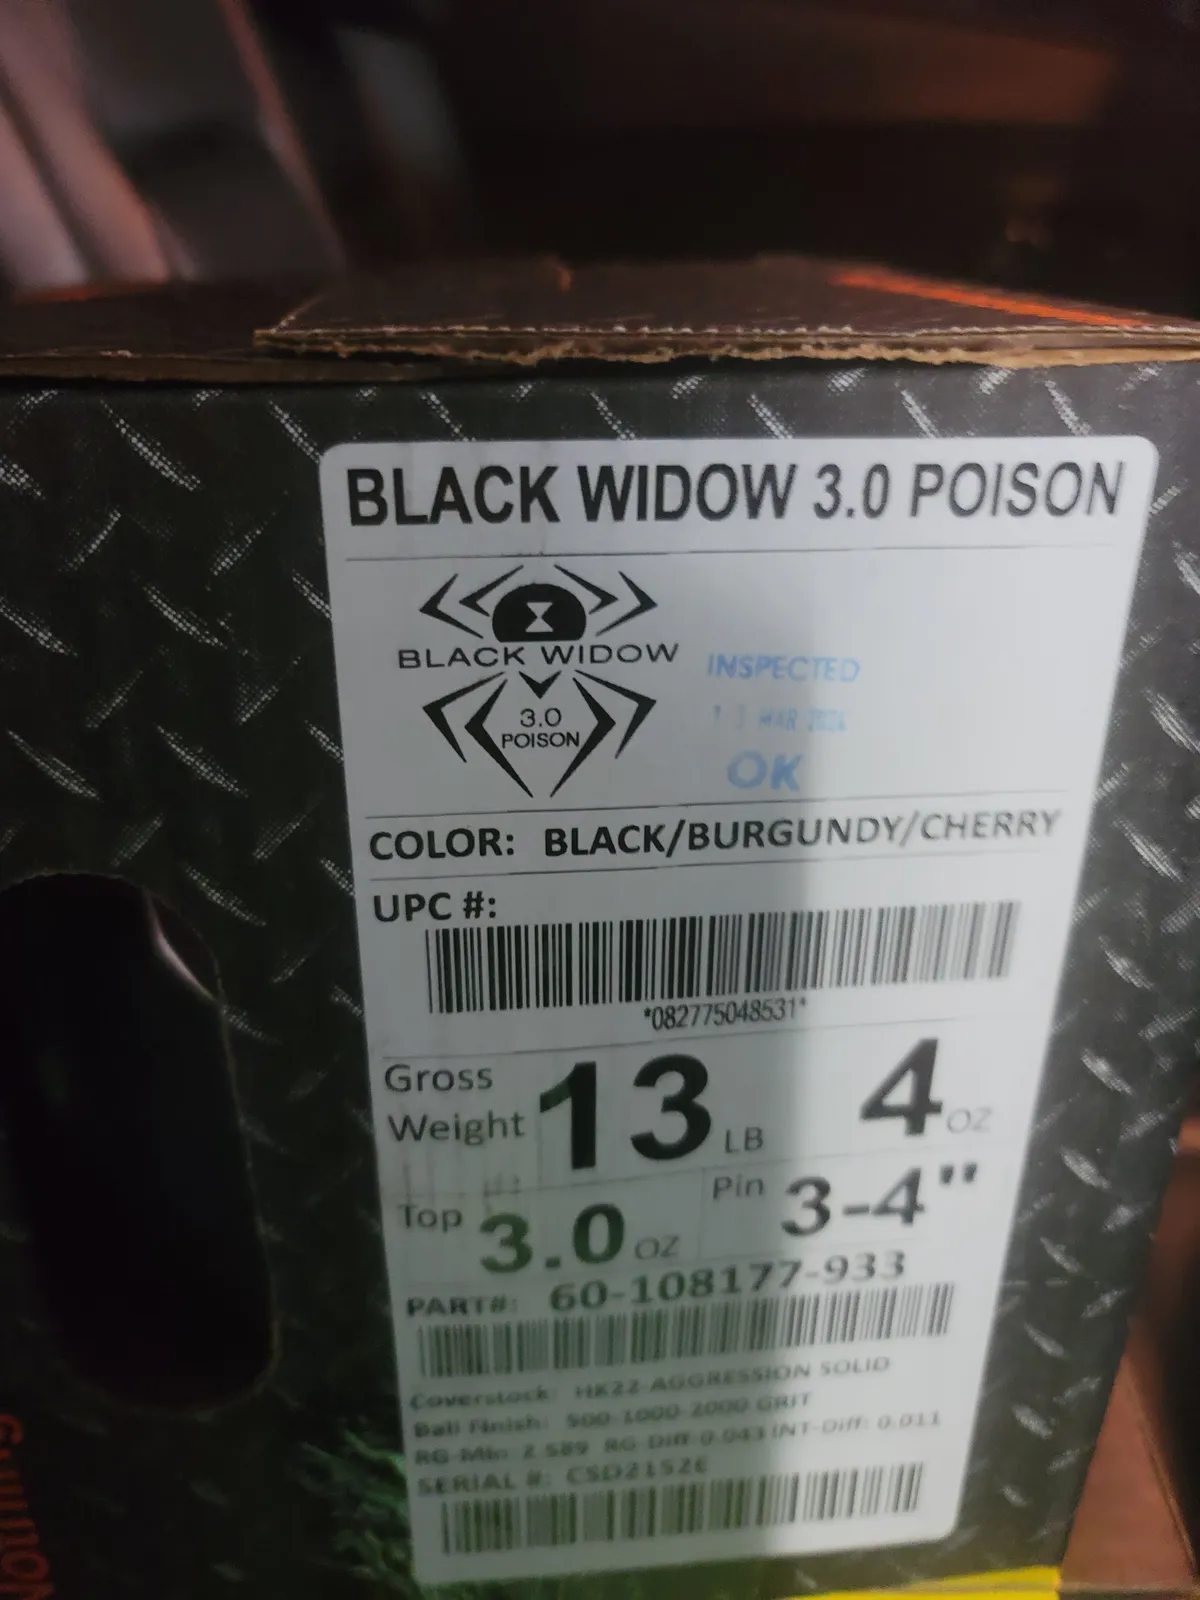 BLACK WIDOW 3.0 POISON
BLACK WIDOW
3.0
POISON
INSPECTED
MAR
OK
COLOR: BLACK/BURGUNDY/CHERRY
UPC #:
*082775048531*
Gross Weight 13 LB 4 OZ
Top 3.0 OZ Pin 3-4"
PART#: 60-108177-933
Coverstock: HK22-AGGRESSION SOLID
Ball Finish: 500-1000-2000 GRIT
RG-Min: 2.589 RG-Diff: 0.043 INT-Diff: 0.011
SERIAL #: